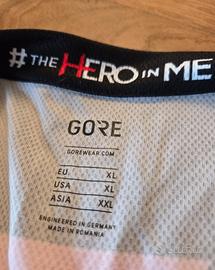 #THE HERO IN ME
GORE
GOREWEAR.COM
EU: XL
USA: XL
ASIA: XXL
ENGINEERED IN GERMANY
MADE IN ROMANIA